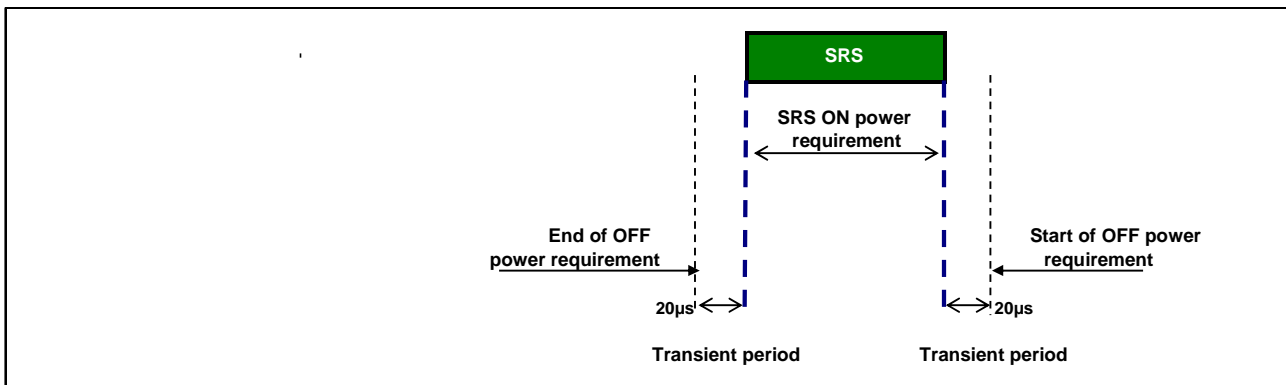 SRS
SRS ON power
requirement
End of OFF
power requirement
Start of OFF power
requirement
20µs
20µs
Transient period
Transient period